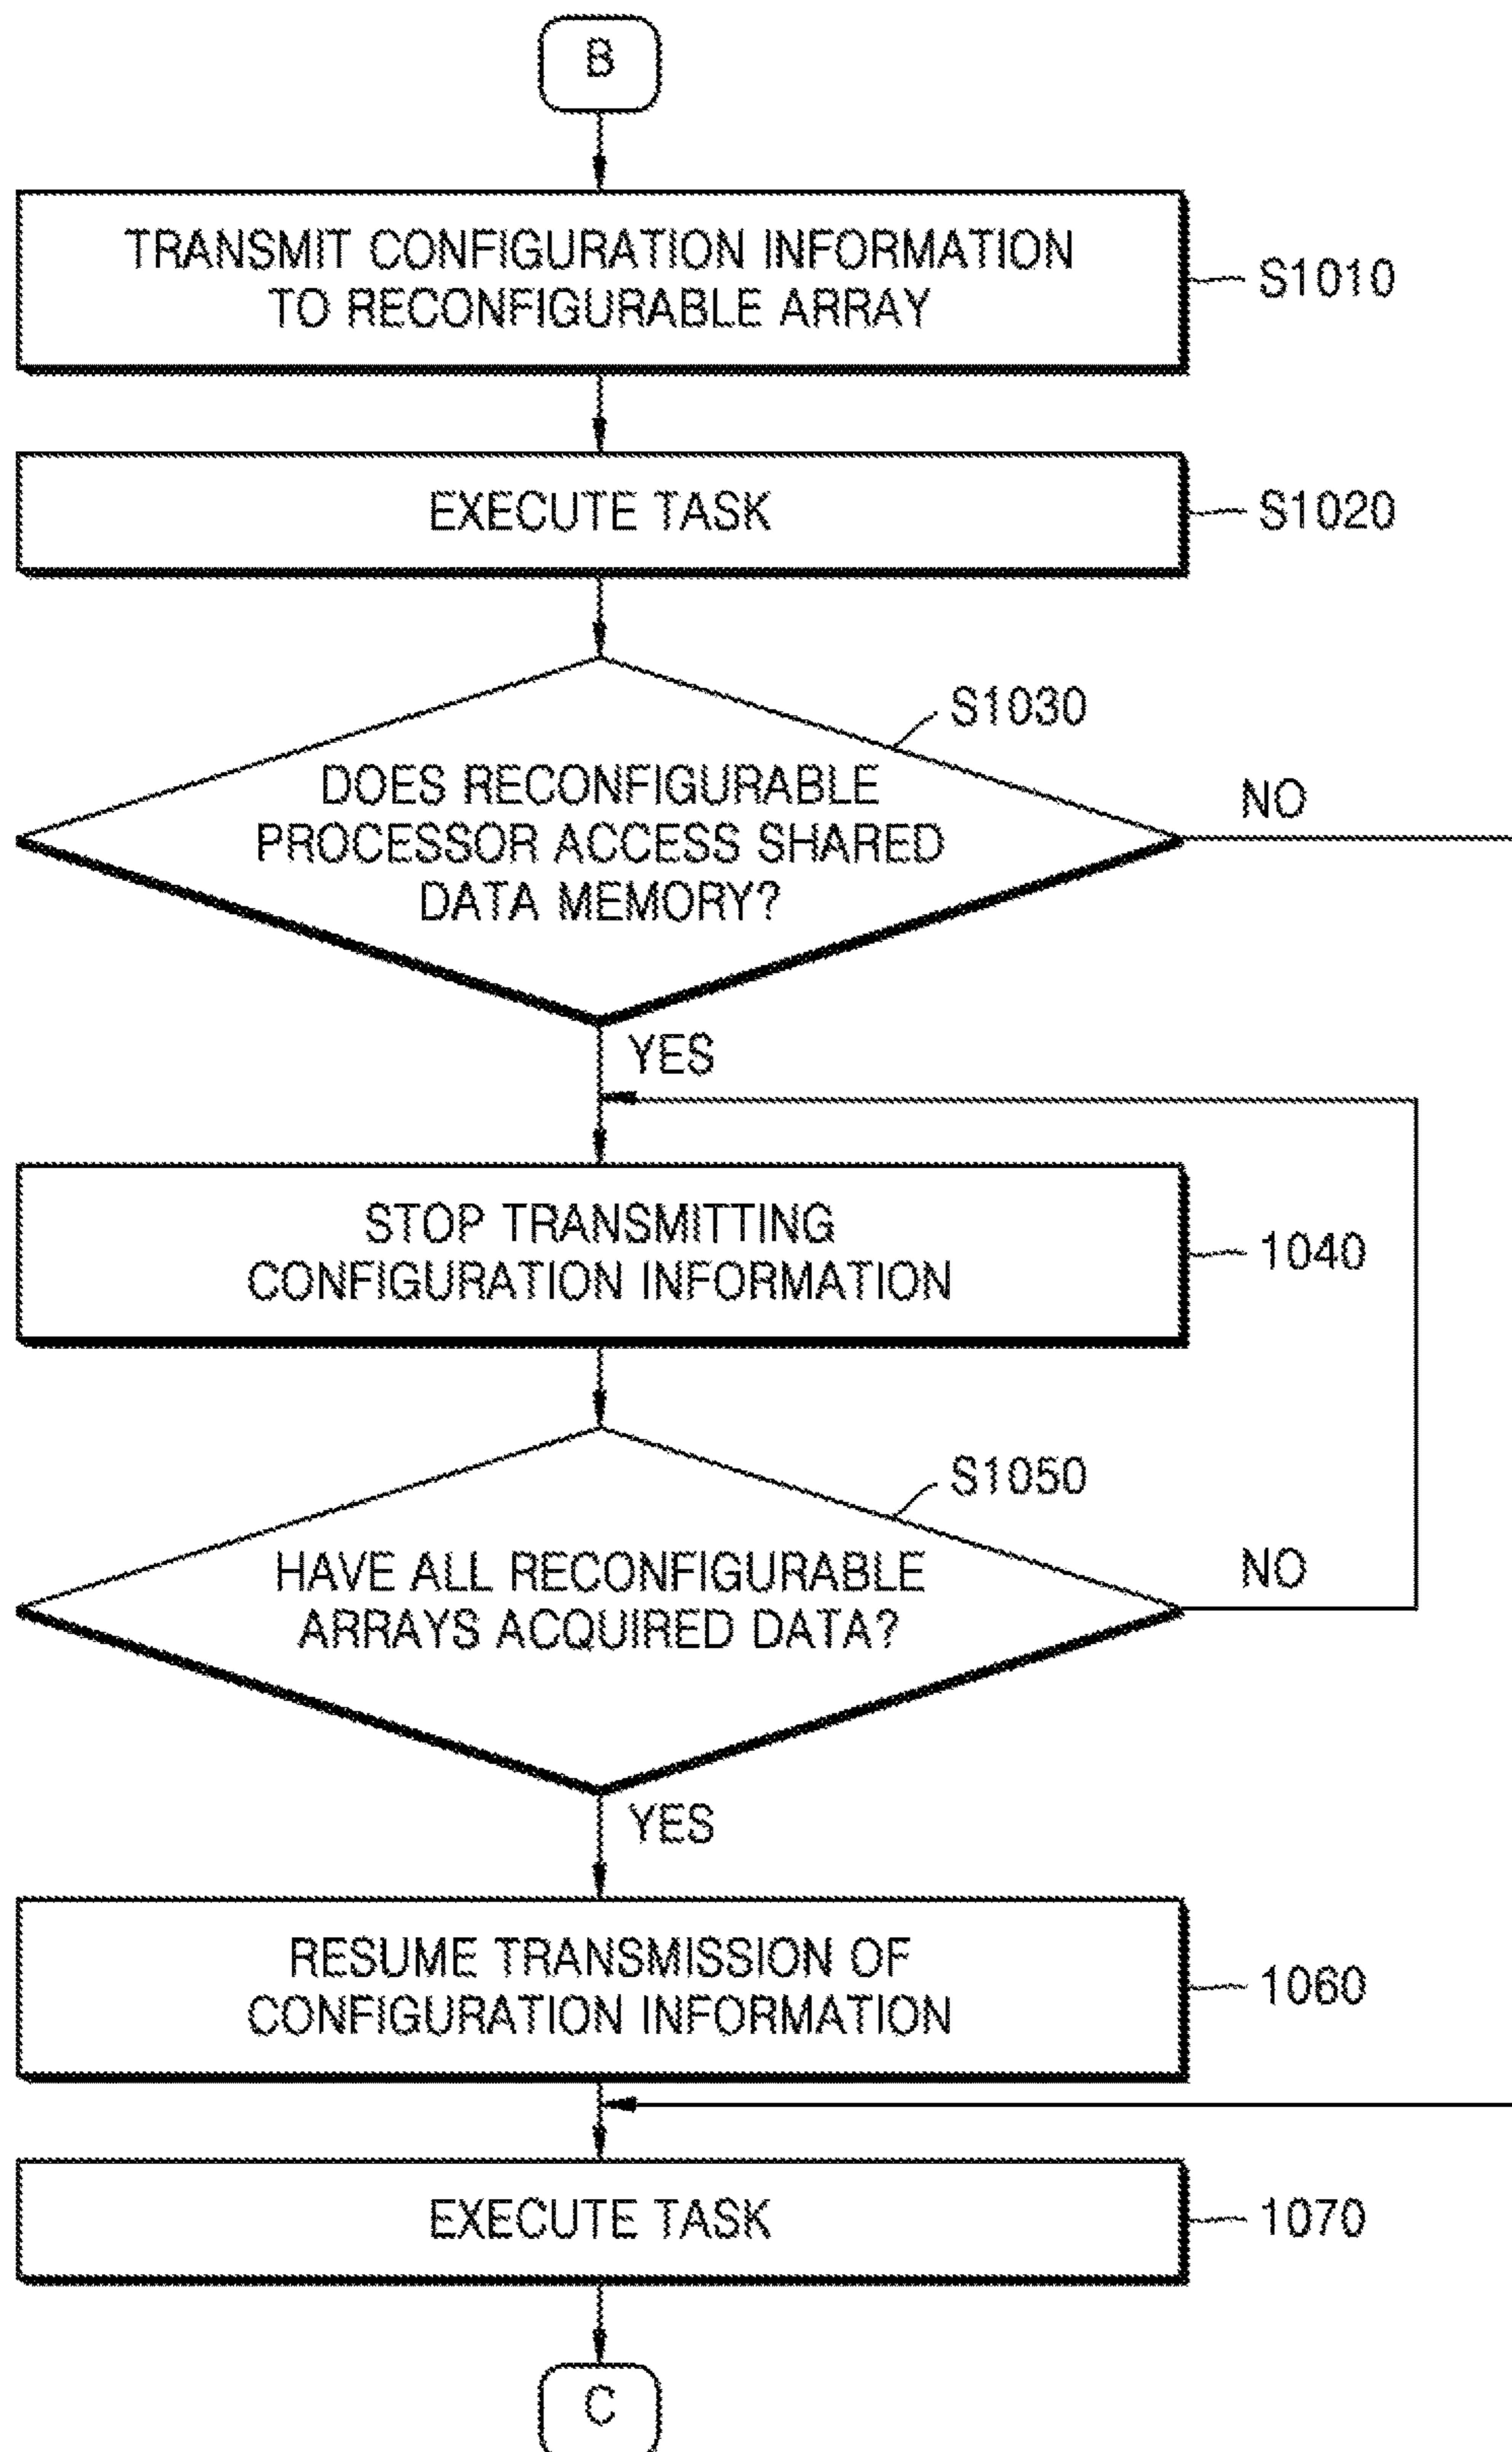 B
TRANSMIT CONFIGURATION INFORMATION
TO RECONFIGURABLE ARRAY
S1010
EXECUTE TASK
S1020
S1030
DOES RECONFIGURABLE
PROCESSOR ACCESS SHARED
DATA MEMORY?
NO
YES
STOP TRANSMITTING
CONFIGURATION INFORMATION
1040
S1050
HAVE ALL RECONFIGURABLE
ARRAYS ACQUIRED DATA?
NO
YES
RESUME TRANSMISSION OF
CONFIGURATION INFORMATION
1060
EXECUTE TASK
1070
C